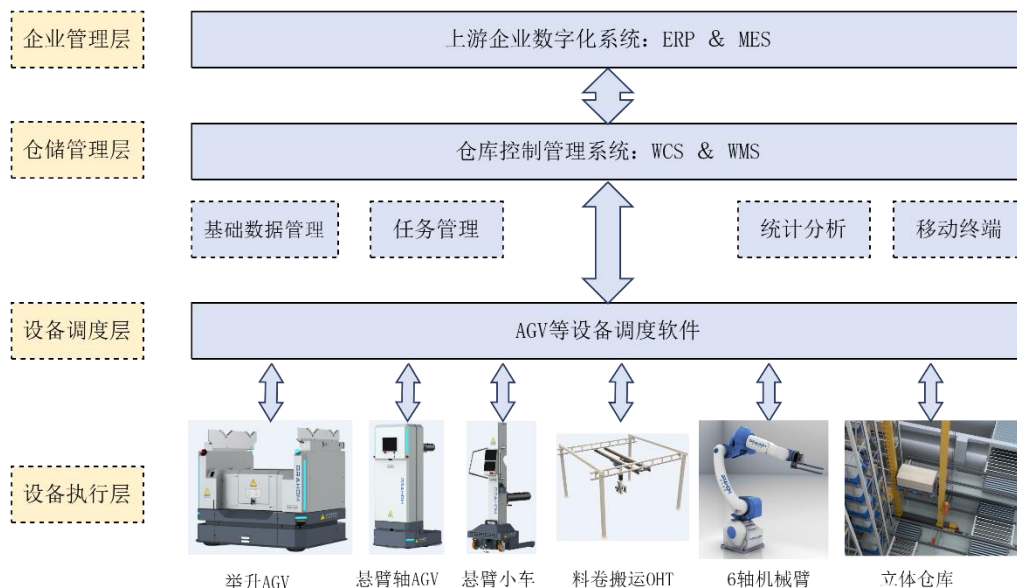 企业管理层
上游企业数字化系统：ERP & MES
仓储管理层
仓库控制管理系统：WCS & WMS
基础数据管理
任务管理
统计分析
移动终端
设备调度层
AGV等设备调度软件
设备执行层
举升AGV
悬臂轴AGV
悬臂小车
料卷搬运OHT
6轴机械臂
立体仓库